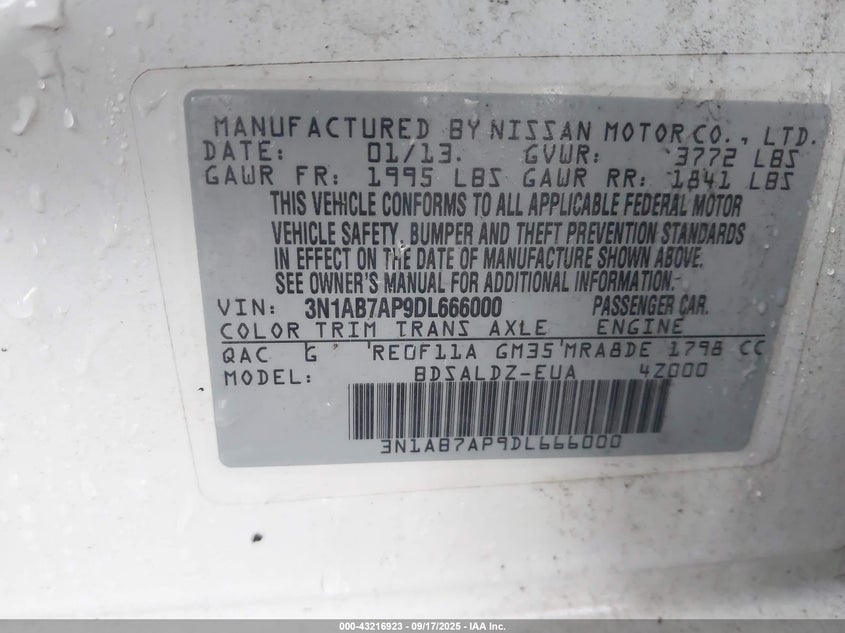 MANUFACTURED BY NISSAN MOTOR CO., LTD.
DATE: 01/13. GVWR: 3772 LBS
GAWR FR: 1995 LBS GAWR RR: 1841 LBS
THIS VEHICLE CONFORMS TO ALL APPLICABLE FEDERAL MOTOR
VEHICLE SAFETY, BUMPER AND THEFT PREVENTION STANDARDS
IN EFFECT ON THE DATE OF MANUFACTURE SHOWN ABOVE.
SEE OWNER'S MANUAL FOR ADDITIONAL INFORMATION.
VIN: 3N1AB7AP9DL666000 PASSENGER CAR.
COLOR TRIM TRANS AXLE ENGINE
QAC G RE0F11A GM35 MRA8DE 1798 CC
MODEL: BDSALDZ-EUA 4Z000
3N1AB7AP9DL666000
000-43216923 - 09/17/2025 - IAA Inc.